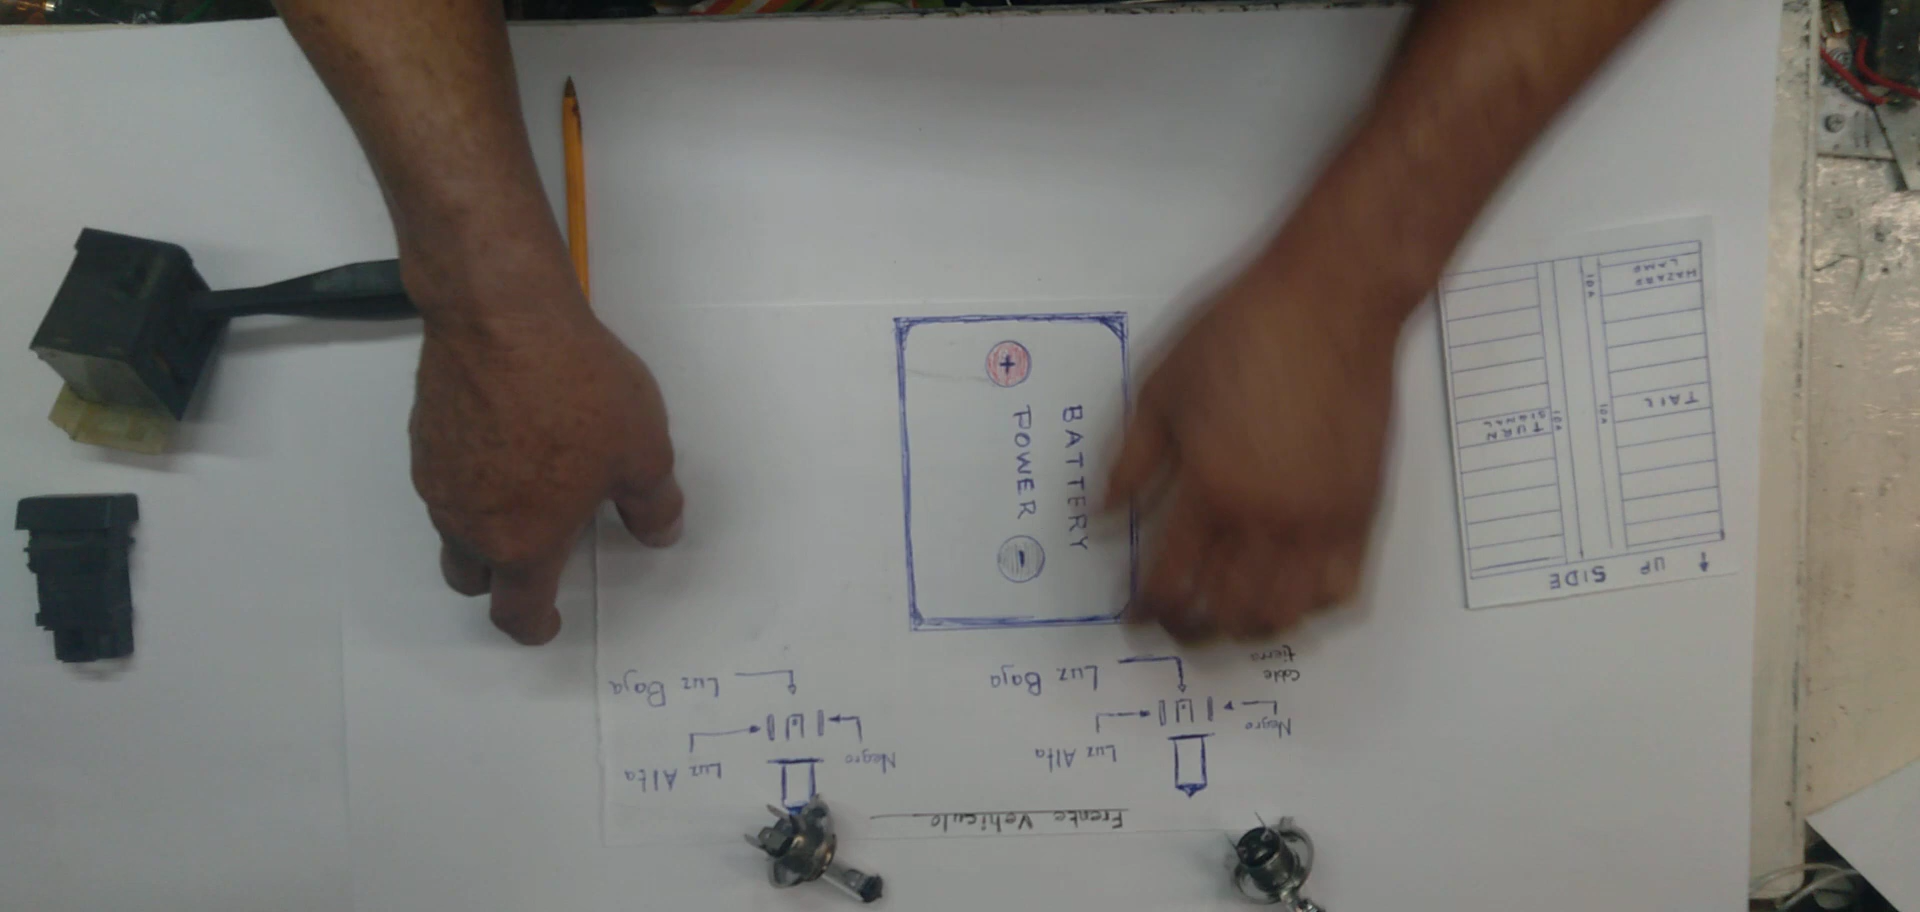 BATTERY
POWER
+
-
Luz Baja
Luz Alta
Negro
Luz Baja
Luz Alta
Negro
cable
tierra
Frente Vehiculo
↑ UP SIDE
TAIL
HAZARD
LAMP
10A
10A
10A
TURN
SIGNAL